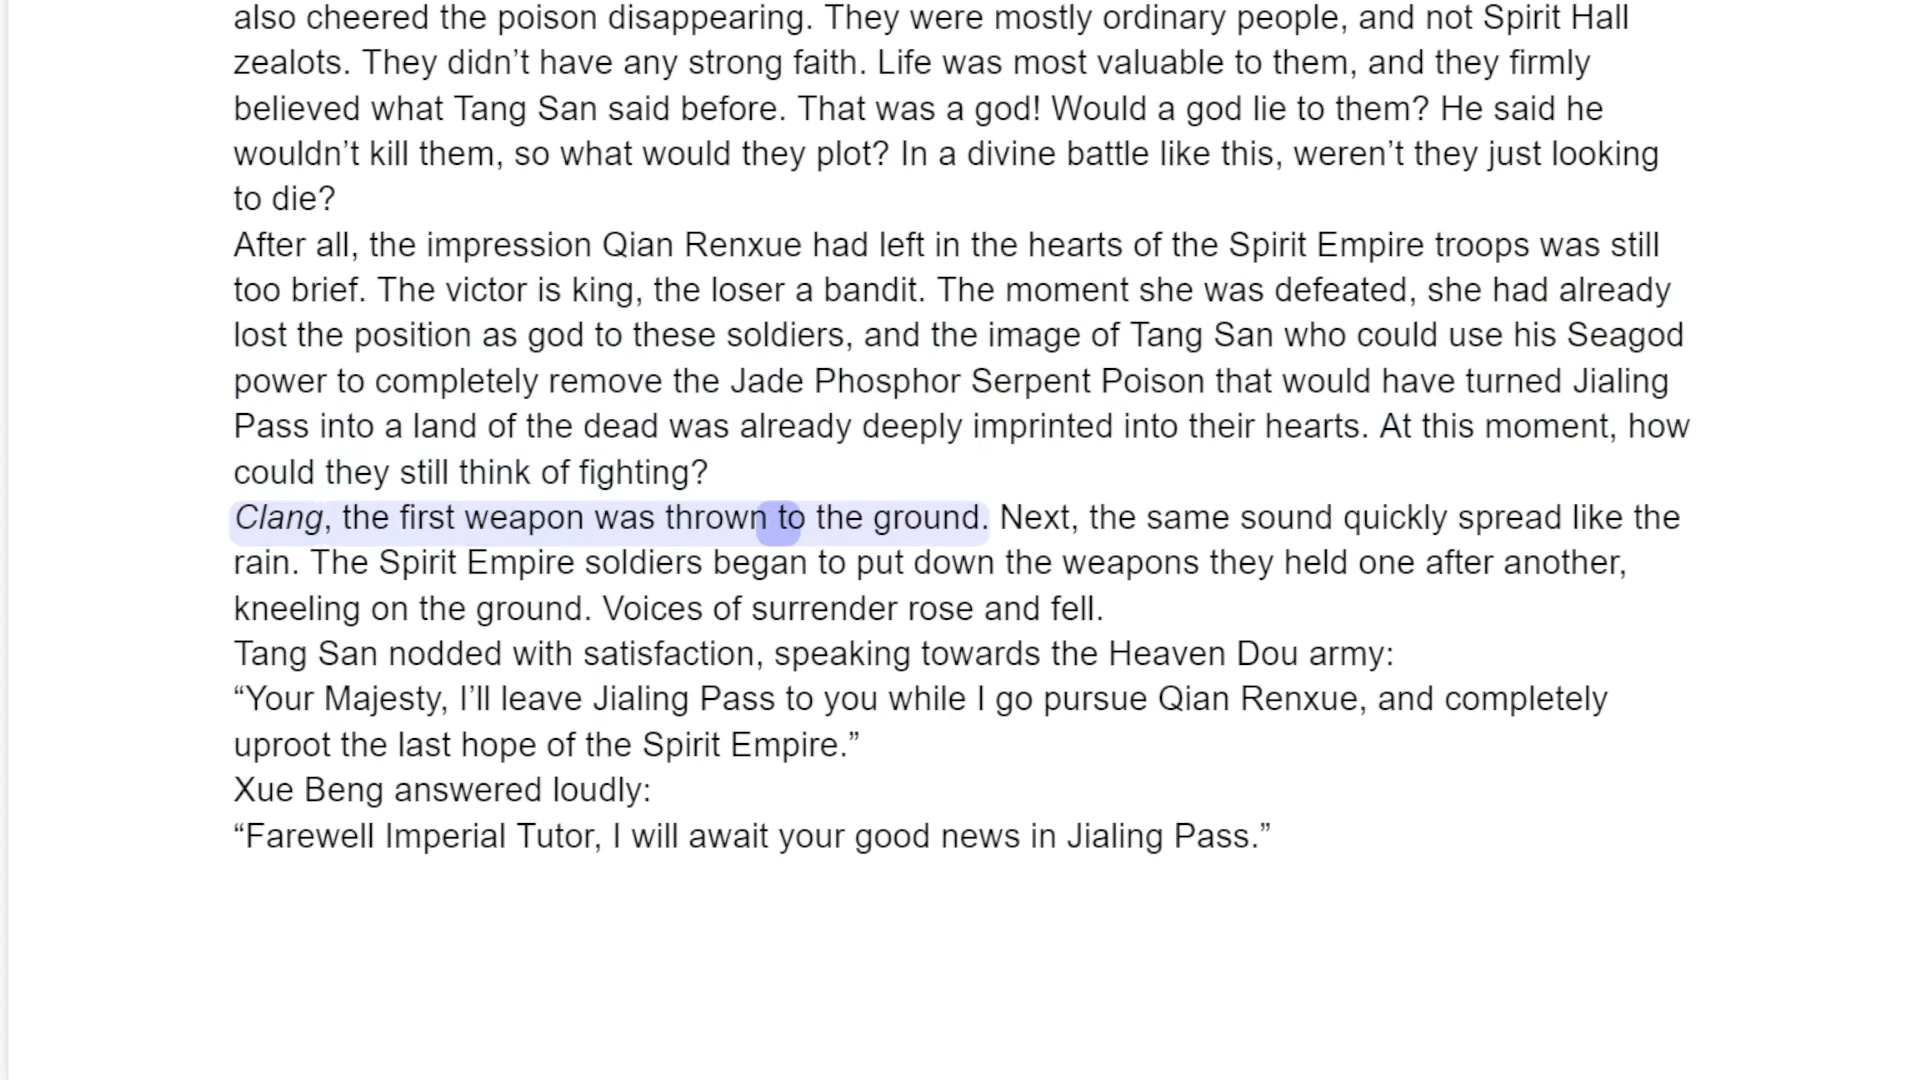 also cheered the poison disappearing. They were mostly ordinary people, and not Spirit Hall
zealots. They didn’t have any strong faith. Life was most valuable to them, and they firmly
believed what Tang San said before. That was a god! Would a god lie to them? He said he
wouldn’t kill them, so what would they plot? In a divine battle like this, weren’t they just looking
to die?
After all, the impression Qian Renxue had left in the hearts of the Spirit Empire troops was still
too brief. The victor is king, the loser a bandit. The moment she was defeated, she had already
lost the position as god to these soldiers, and the image of Tang San who could use his Seagod
power to completely remove the Jade Phosphor Serpent Poison that would have turned Jialing
Pass into a land of the dead was already deeply imprinted into their hearts. At this moment, how
could they still think of fighting?
Clang, the first weapon was thrown to the ground. Next, the same sound quickly spread like the
rain. The Spirit Empire soldiers began to put down the weapons they held one after another,
kneeling on the ground. Voices of surrender rose and fell.
Tang San nodded with satisfaction, speaking towards the Heaven Dou army:
“Your Majesty, I’ll leave Jialing Pass to you while I go pursue Qian Renxue, and completely
uproot the last hope of the Spirit Empire.”
Xue Beng answered loudly:
“Farewell Imperial Tutor, I will await your good news in Jialing Pass.”